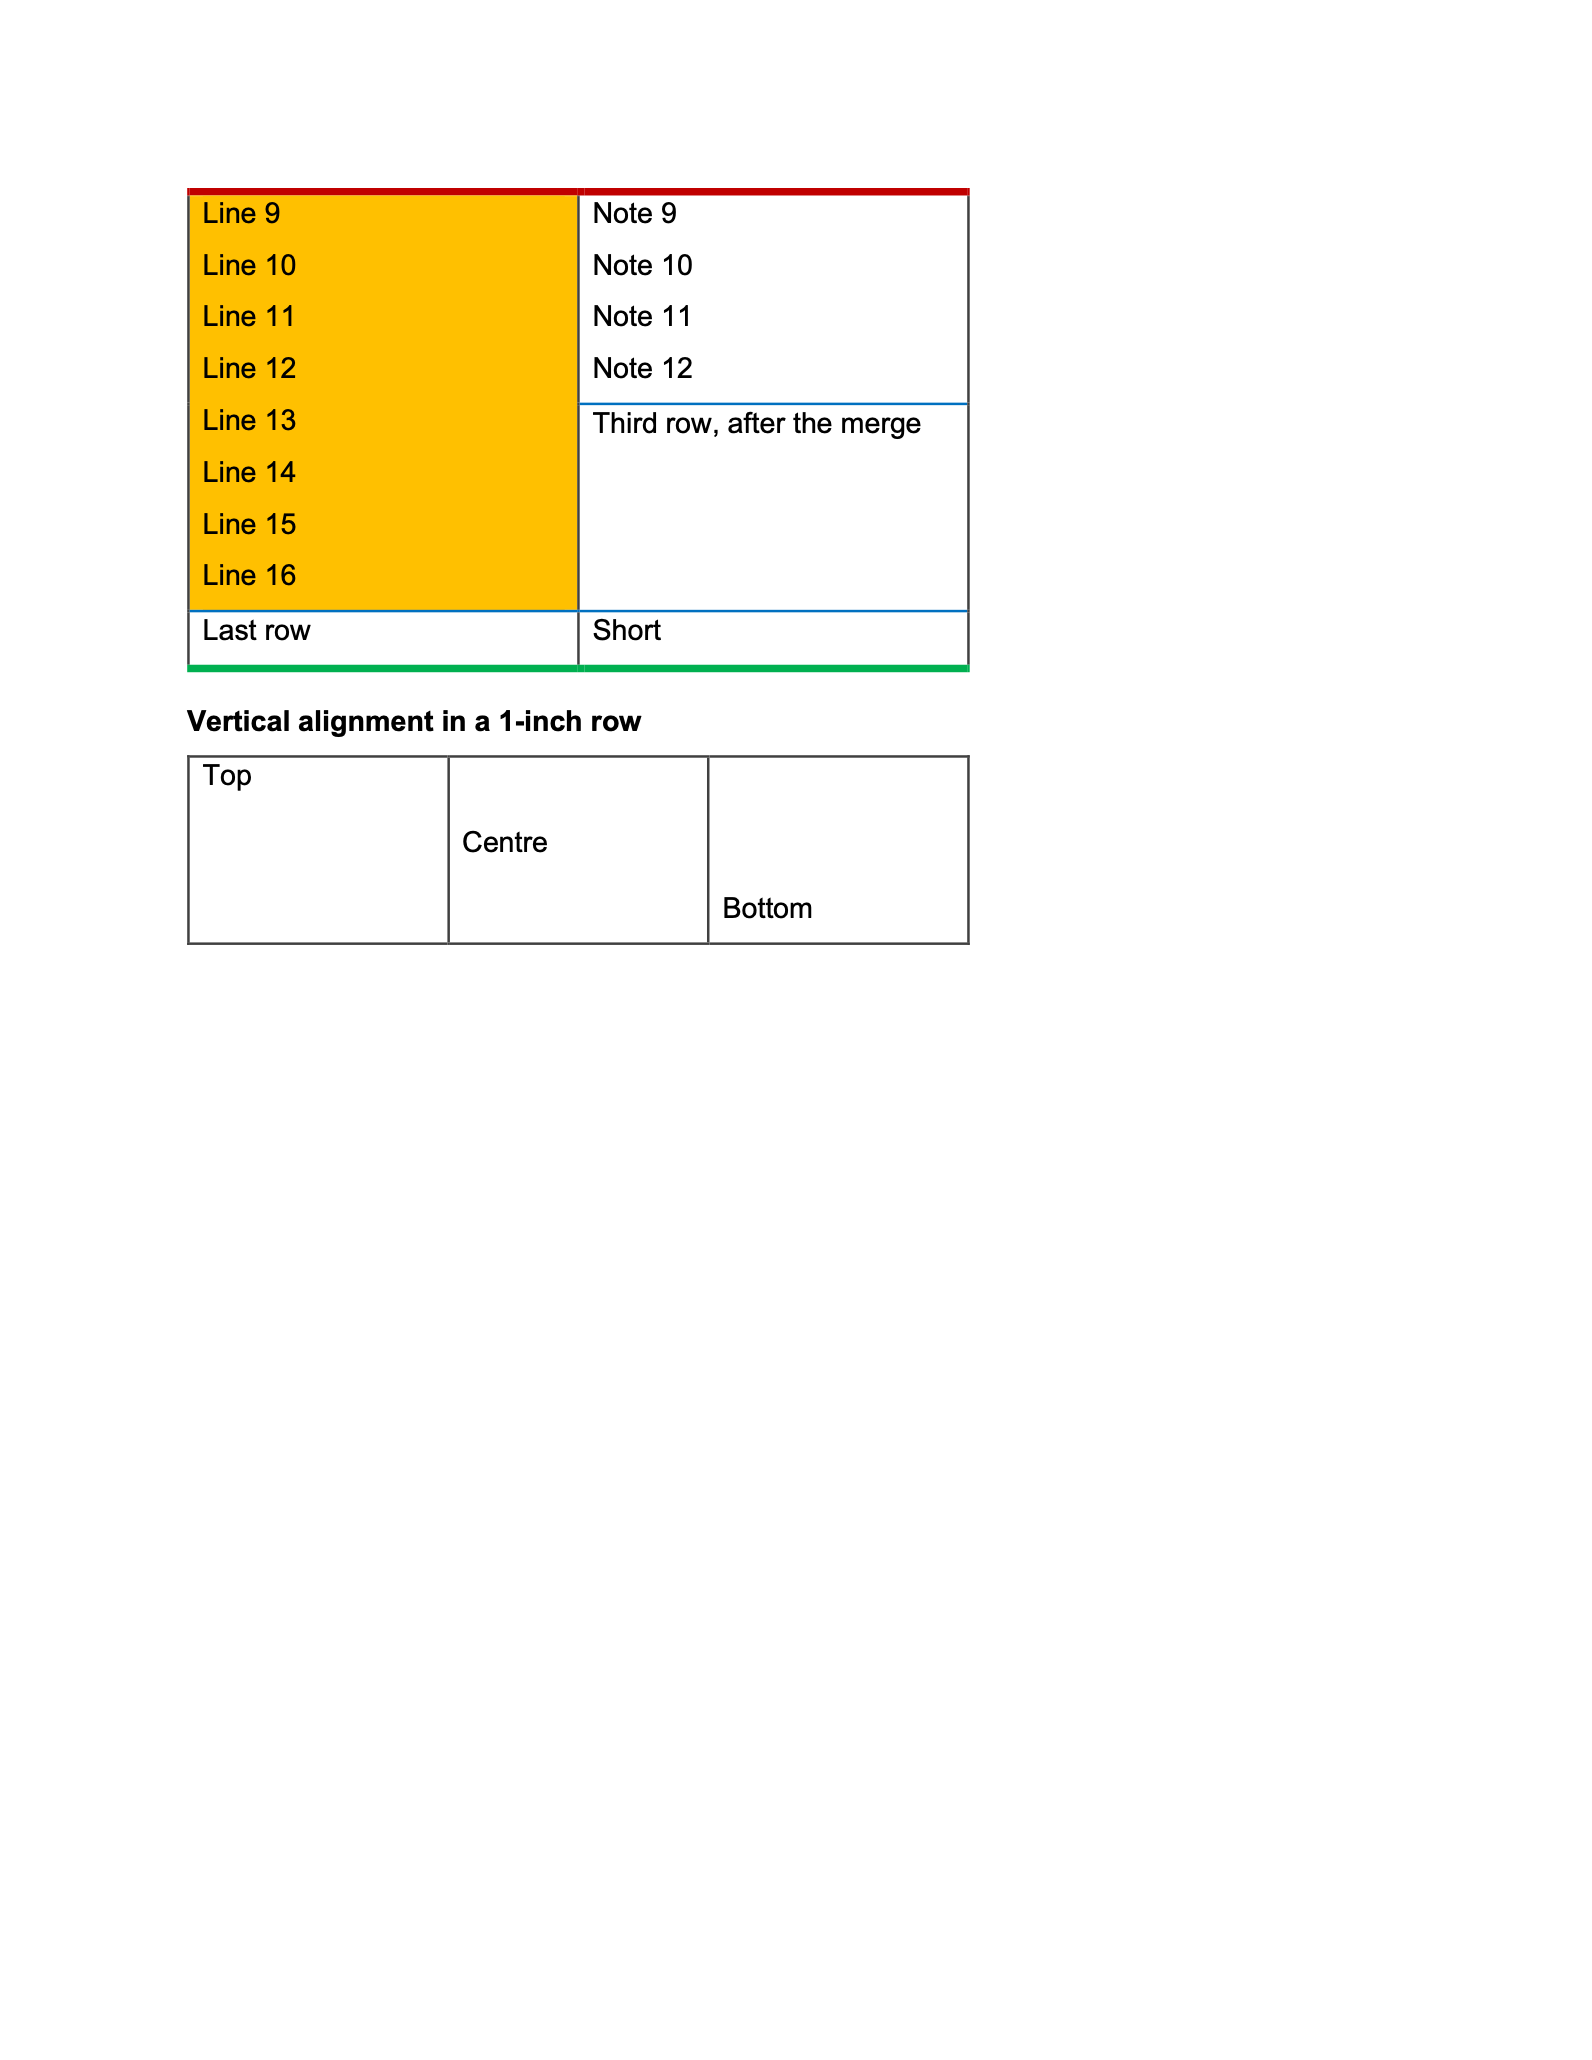 Line 9
Line 10
Line 11
Line 12
Line 13
Line 14
Line 15
Line 16
Note 9
Note 10
Note 11
Note 12
Third row, after the merge
Last row
Short
Vertical alignment in a 1-inch row
Top
Centre
Bottom